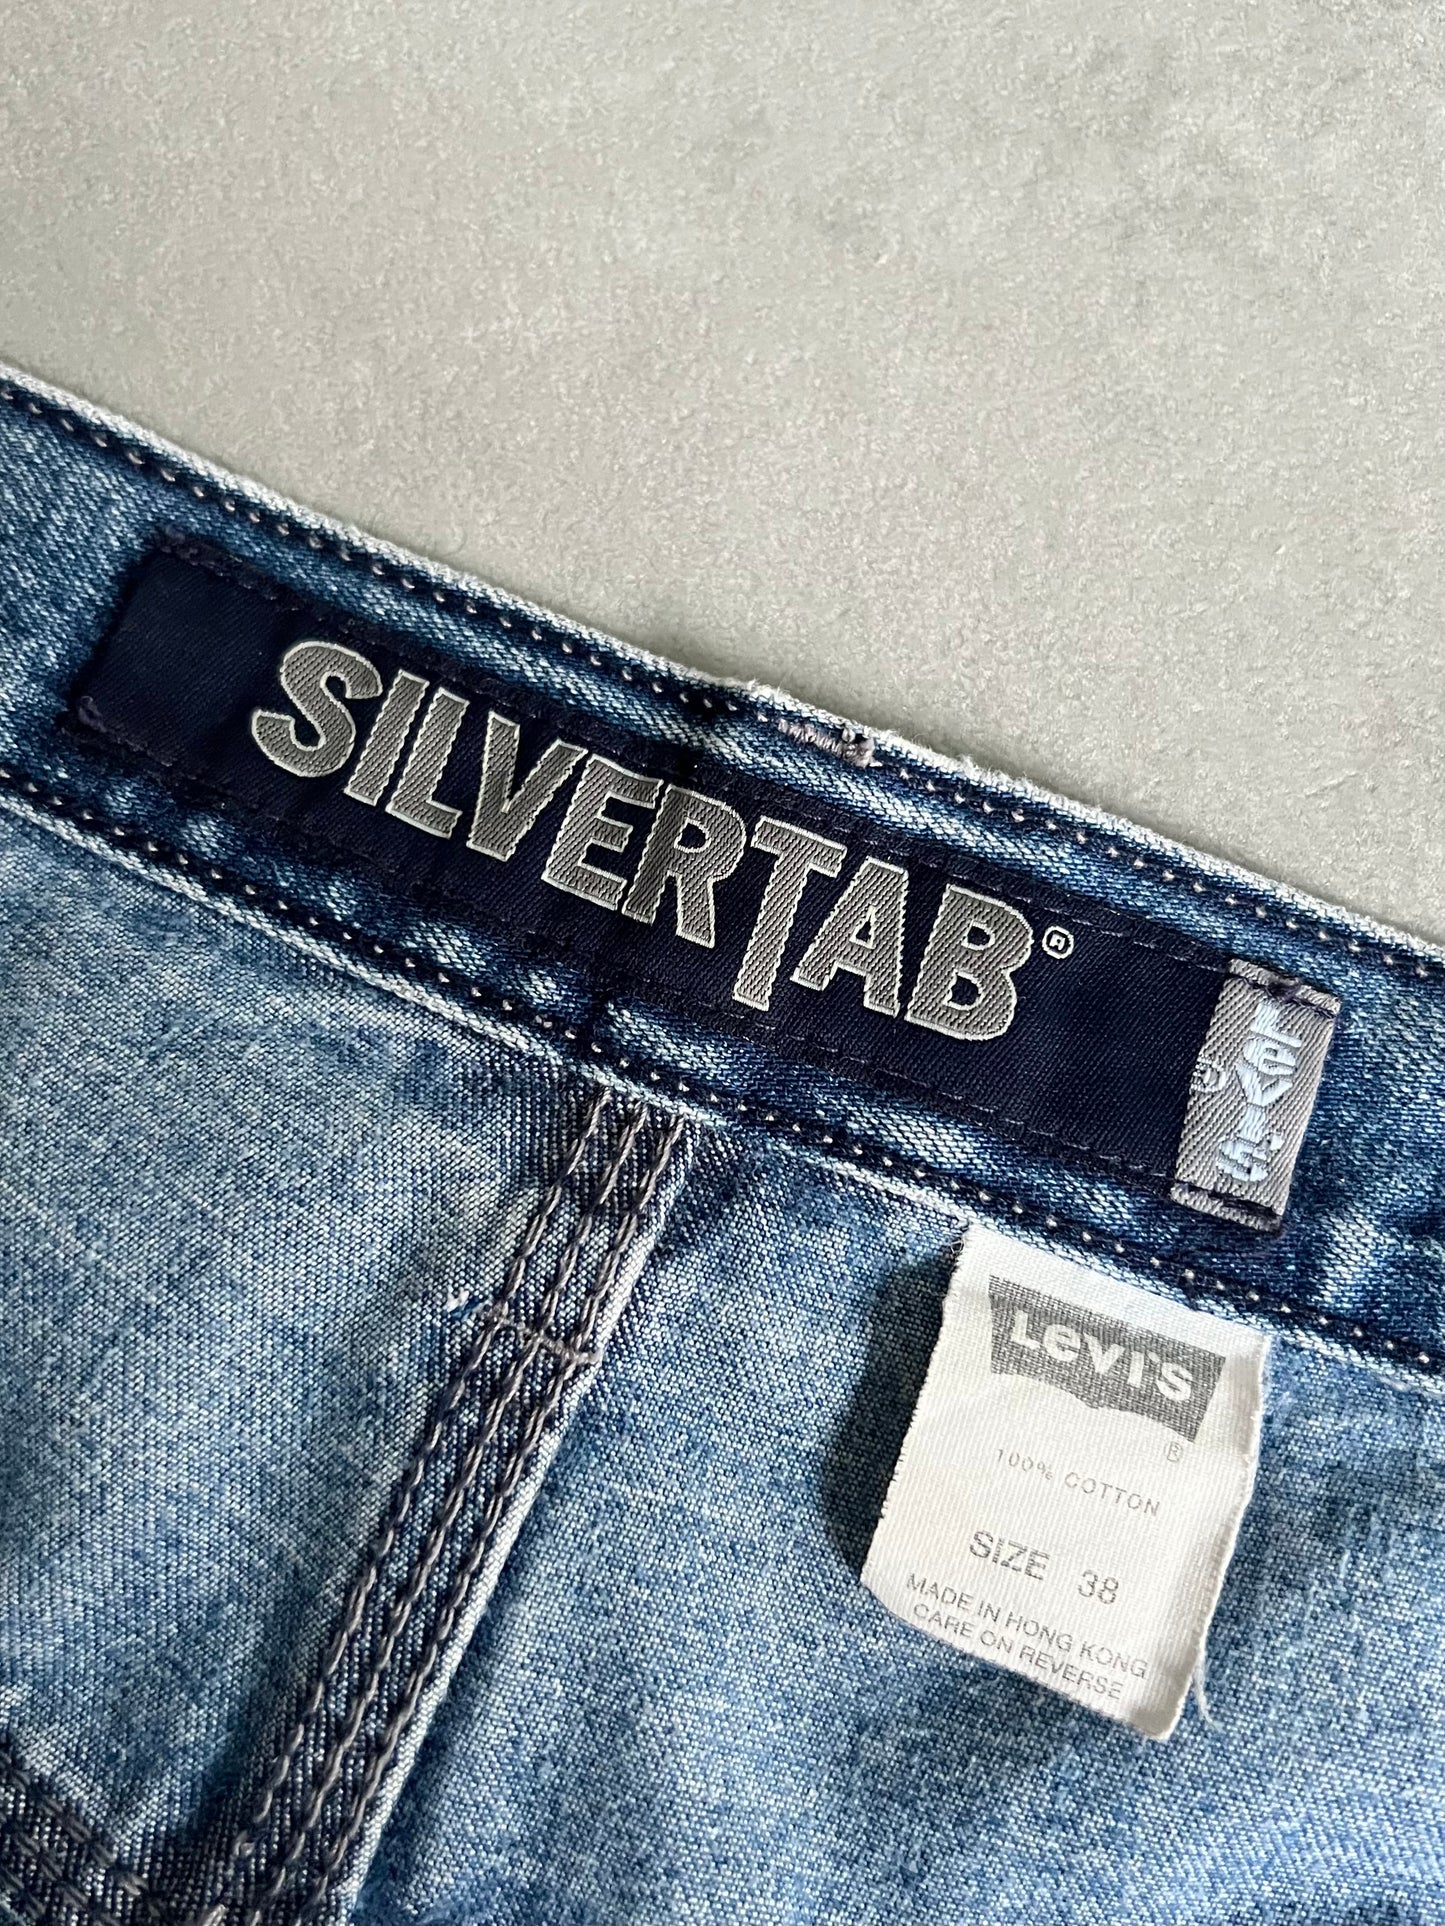 SILVERTAB®
Levi's ®
LEVI'S
®
100% COTTON
SIZE 38
MADE IN HONG KONG
CARE ON REVERSE